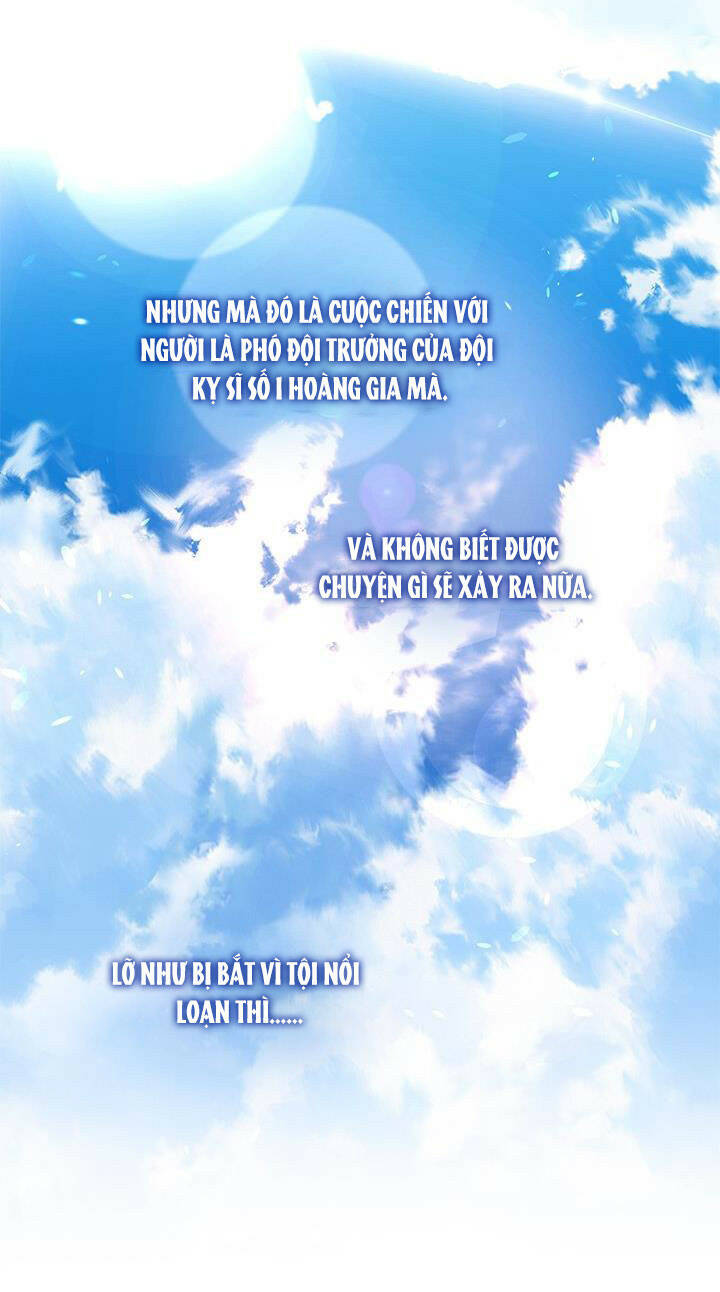 NHƯNG MÀ ĐÓ LÀ CUỘC CHIẾN VỚI
NGƯỜI LÀ PHÓ ĐỘI TRƯỞNG CỦA ĐỘI
KỴ SĨ SỐ 1 HOÀNG GIA MÀ.
VÀ KHÔNG BIẾT ĐƯỢC
CHUYỆN GÌ SẼ XẢY RA NỮA.
LỠ NHƯ BỊ BẮT VÌ TỘI NỔI
LOẠN THÌ......